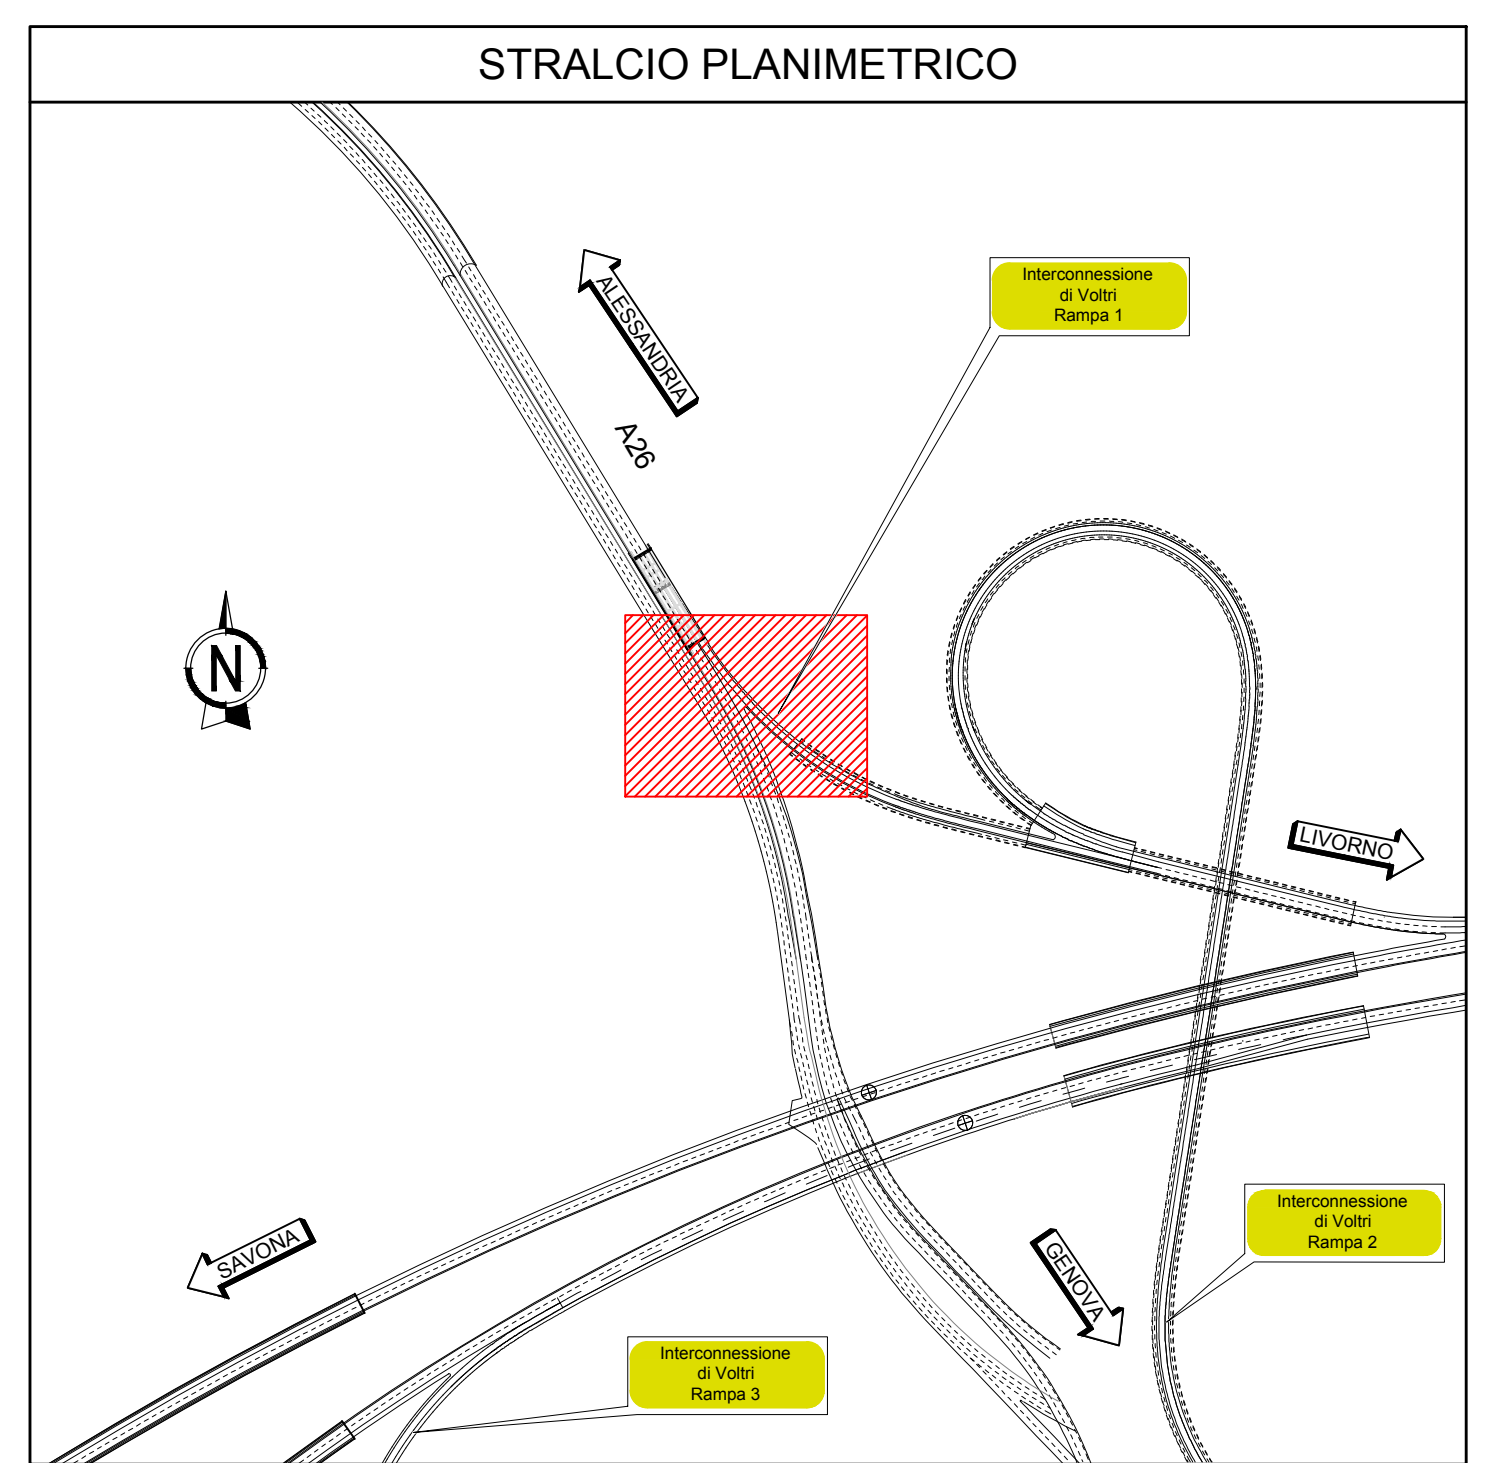 STRALCIO PLANIMETRICO
ALESSANDRIA
Interconnessione
di Voltri
Rampa 1
A26
N
LIVORNO
SAVONA
GENOVA
Interconnessione
di Voltri
Rampa 2
Interconnessione
di Voltri
Rampa 3